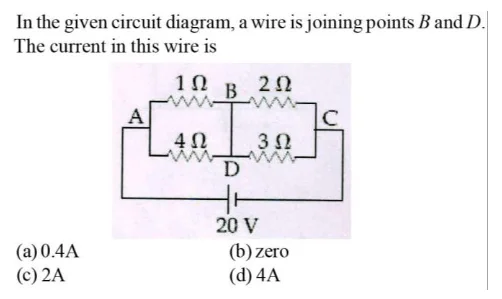 In the given circuit diagram, a wire is joining points B and D.
The current in this wire is
1 Ω B 2 Ω
A C
4 Ω 3 Ω
D
20 V
(a) 0.4A (b) zero
(c) 2A (d) 4A